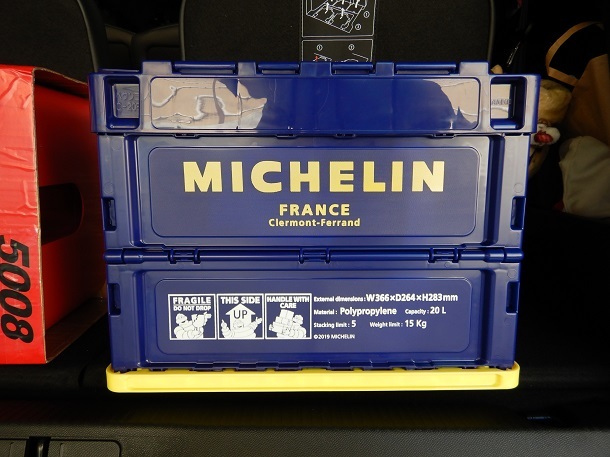 MICHELIN
FRANCE
Clermont-Ferrand
FRAGILE
DO NOT DROP
THIS SIDE
UP
HANDLE WITH
CARE
External dimensions : W366×D264×H283mm
Material : Polypropylene Capacity : 20 L
Stacking limit : 5 Weight limit : 15 Kg
©2019 MICHELIN
5008